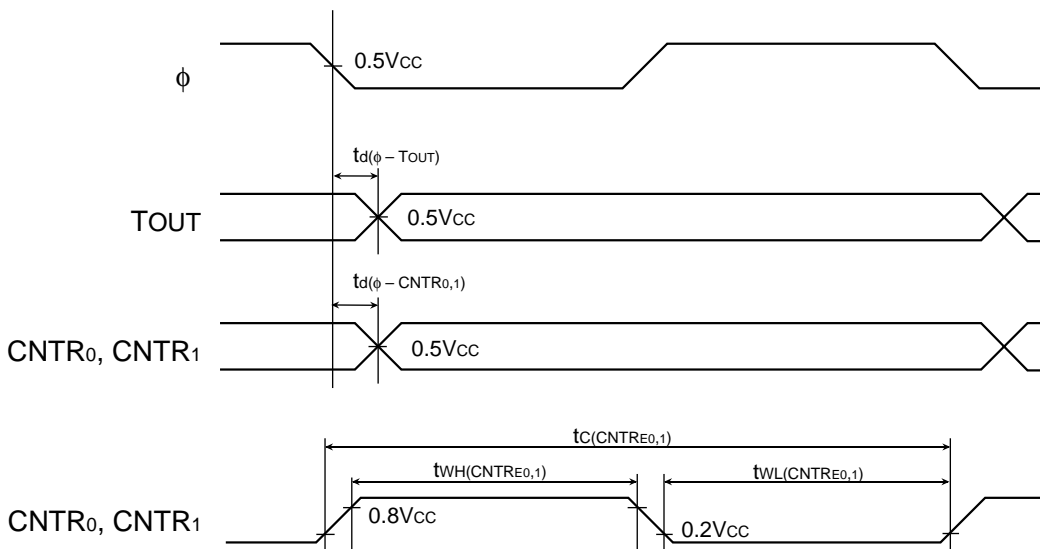 ϕ
0.5VCC
td(ϕ – TOUT)
TOUT
0.5VCC
td(ϕ – CNTR0,1)
CNTR0, CNTR1
0.5VCC
tC(CNTRE0,1)
tWH(CNTRE0,1)
tWL(CNTRE0,1)
CNTR0, CNTR1
0.8VCC
0.2VCC